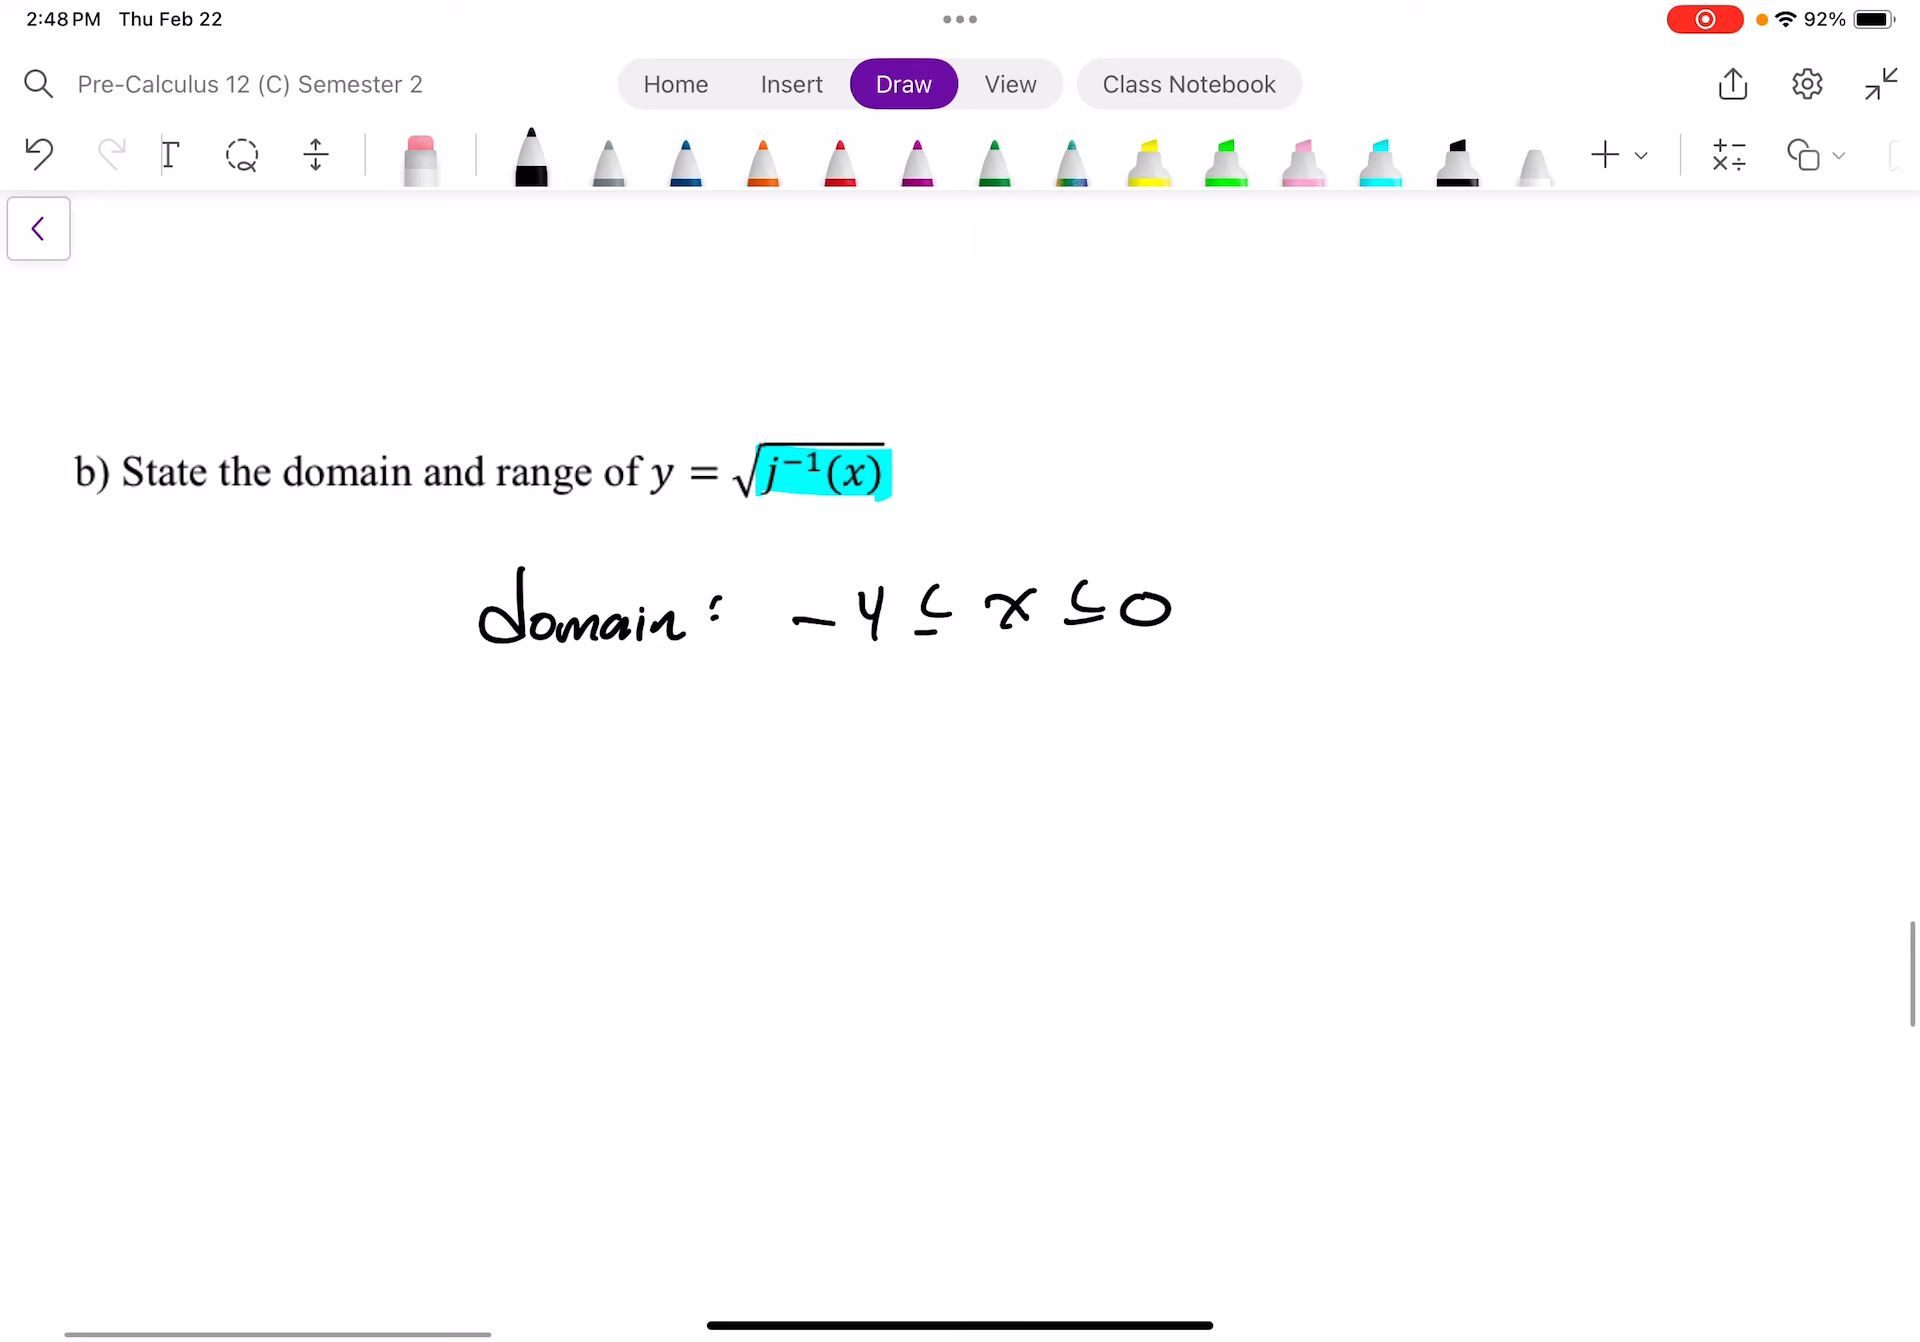 2:48 PM Thu Feb 22
92%
Pre-Calculus 12 (C) Semester 2
Home Insert Draw View Class Notebook
b) State the domain and range of y = √j⁻¹(x)
domain: -4 ≤ x ≤ 0